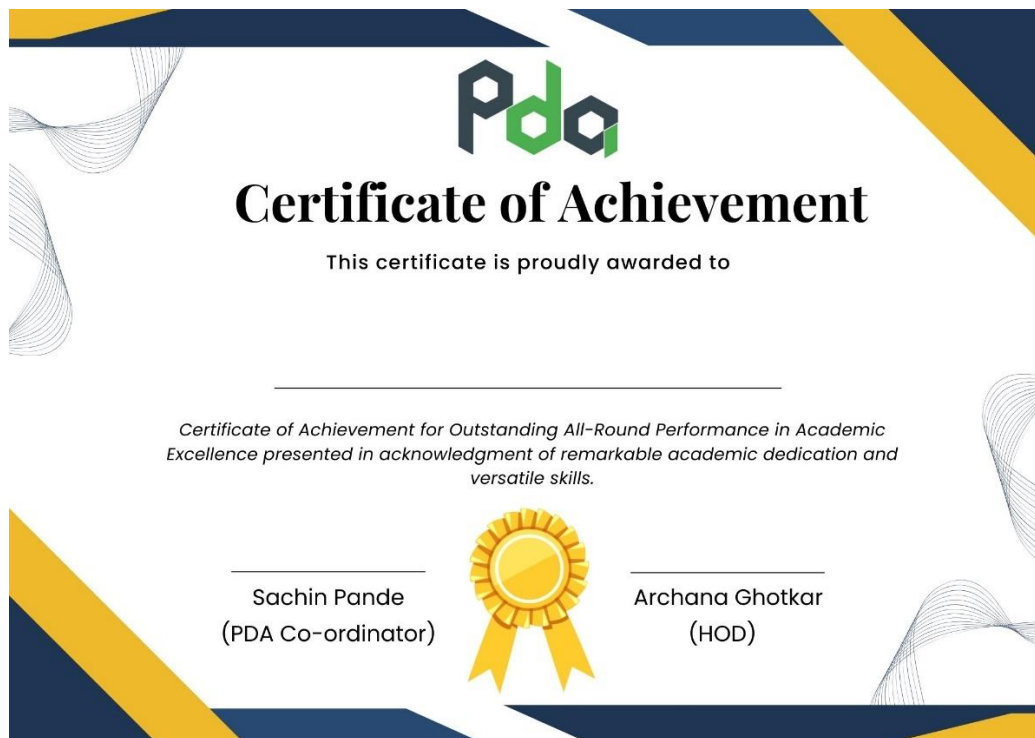 Pda
Certificate of Achievement
This certificate is proudly awarded to
Certificate of Achievement for Outstanding All-Round Performance in Academic
Excellence presented in acknowledgment of remarkable academic dedication and
versatile skills.
Sachin Pande
(PDA Co-ordinator)
Archana Ghotkar
(HOD)